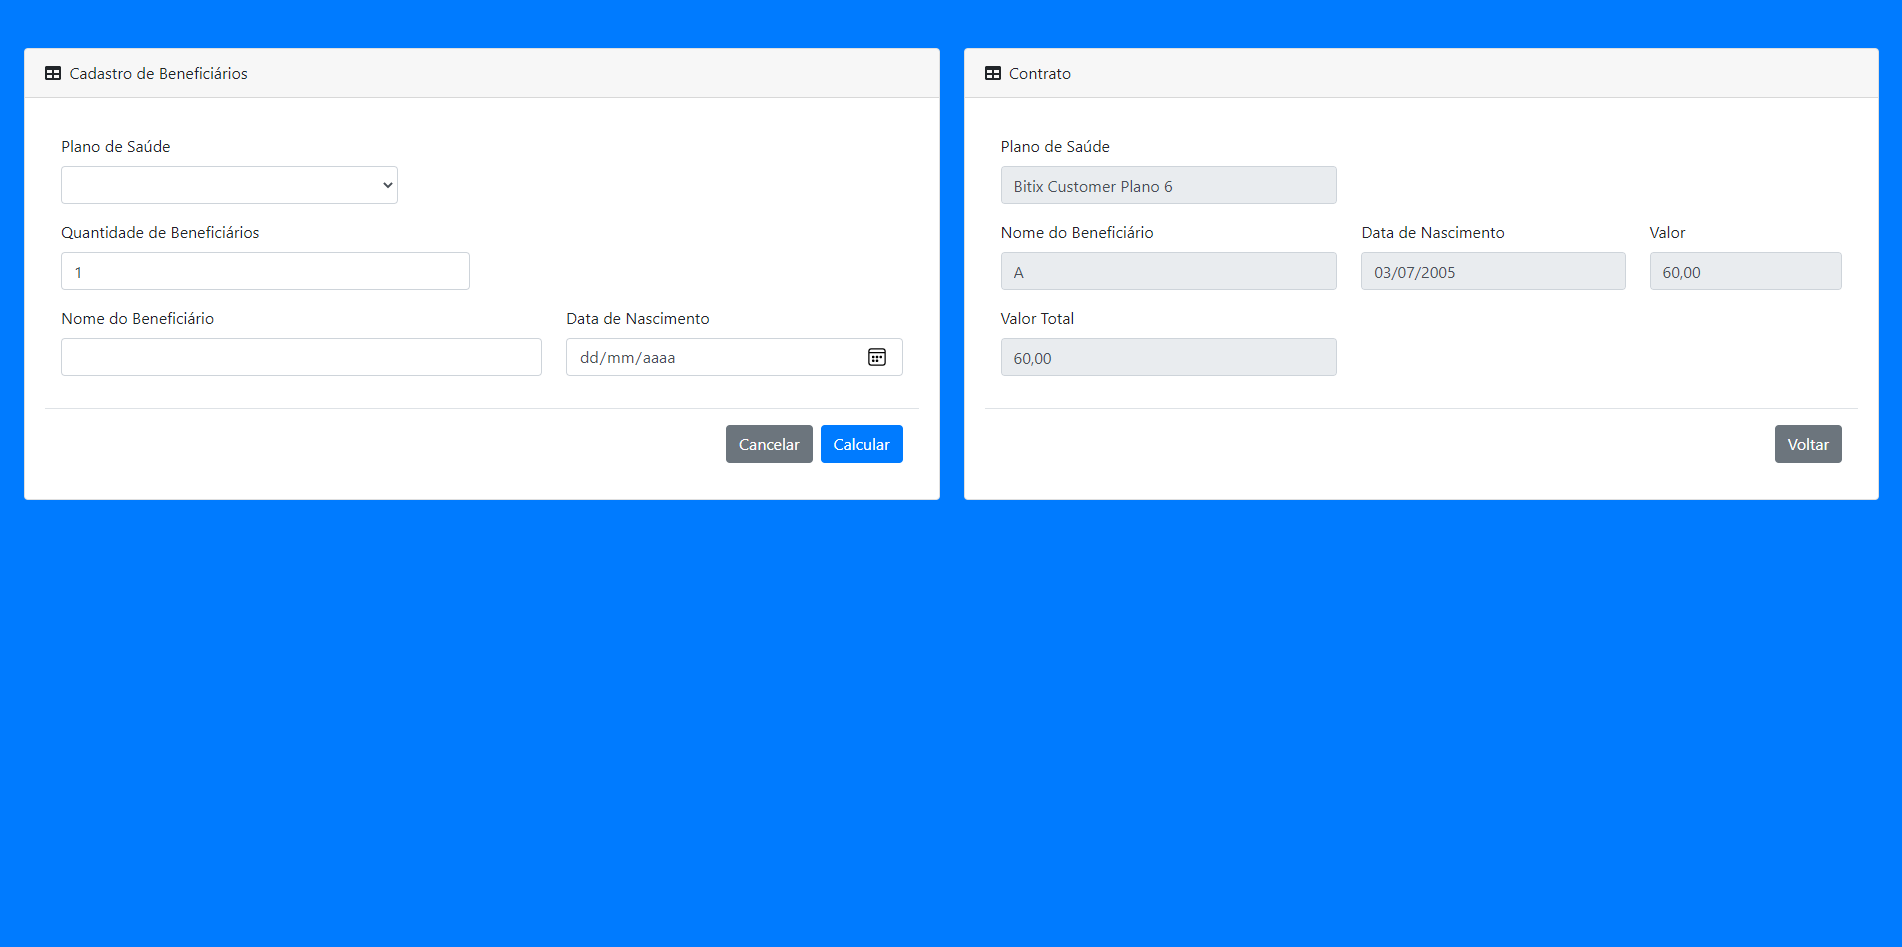 Cadastro de Beneficiários
Plano de Saúde
Quantidade de Beneficiários
1
Nome do Beneficiário
Data de Nascimento
dd/mm/aaaa
Cancelar
Calcular
Contrato
Plano de Saúde
Bitix Customer Plano 6
Nome do Beneficiário
Data de Nascimento
Valor
A
03/07/2005
60,00
Valor Total
60,00
Voltar